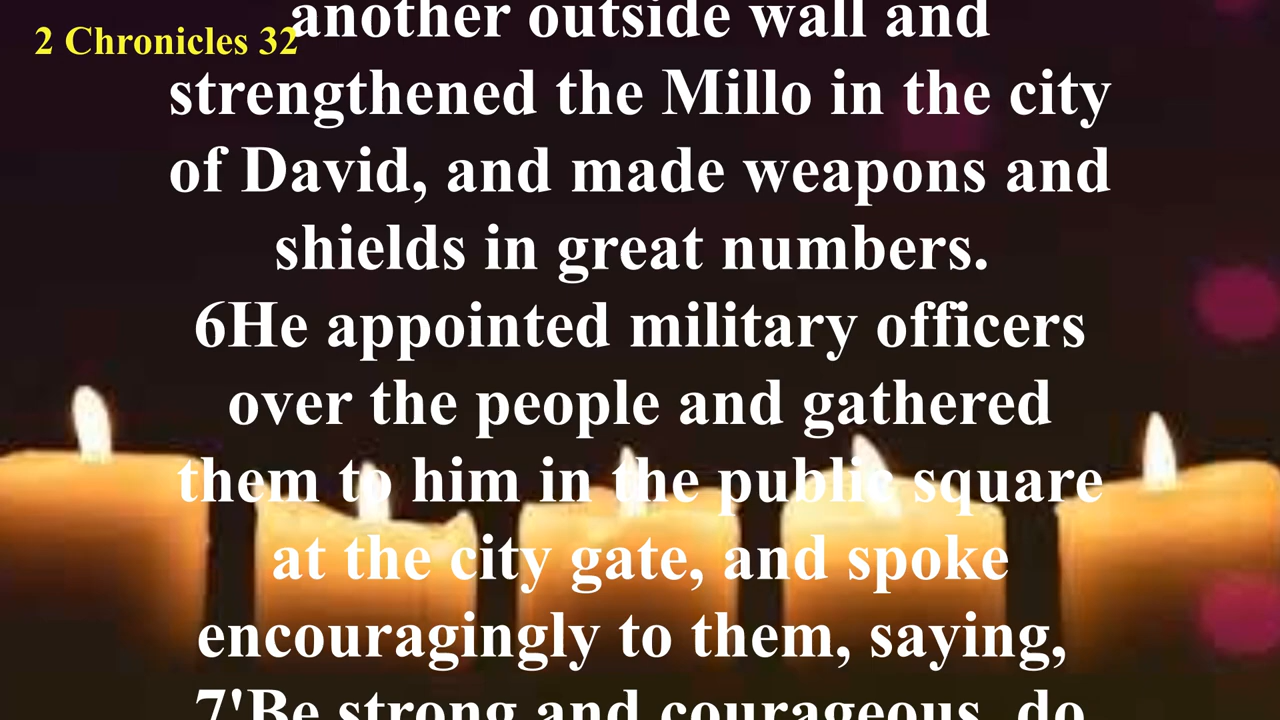 2 Chronicles 32
another outside wall and
strengthened the Millo in the city
of David, and made weapons and
shields in great numbers.
6He appointed military officers
over the people and gathered
them to him in the public square
at the city gate, and spoke
encouragingly to them, saying,
7'Be strong and courageous, do